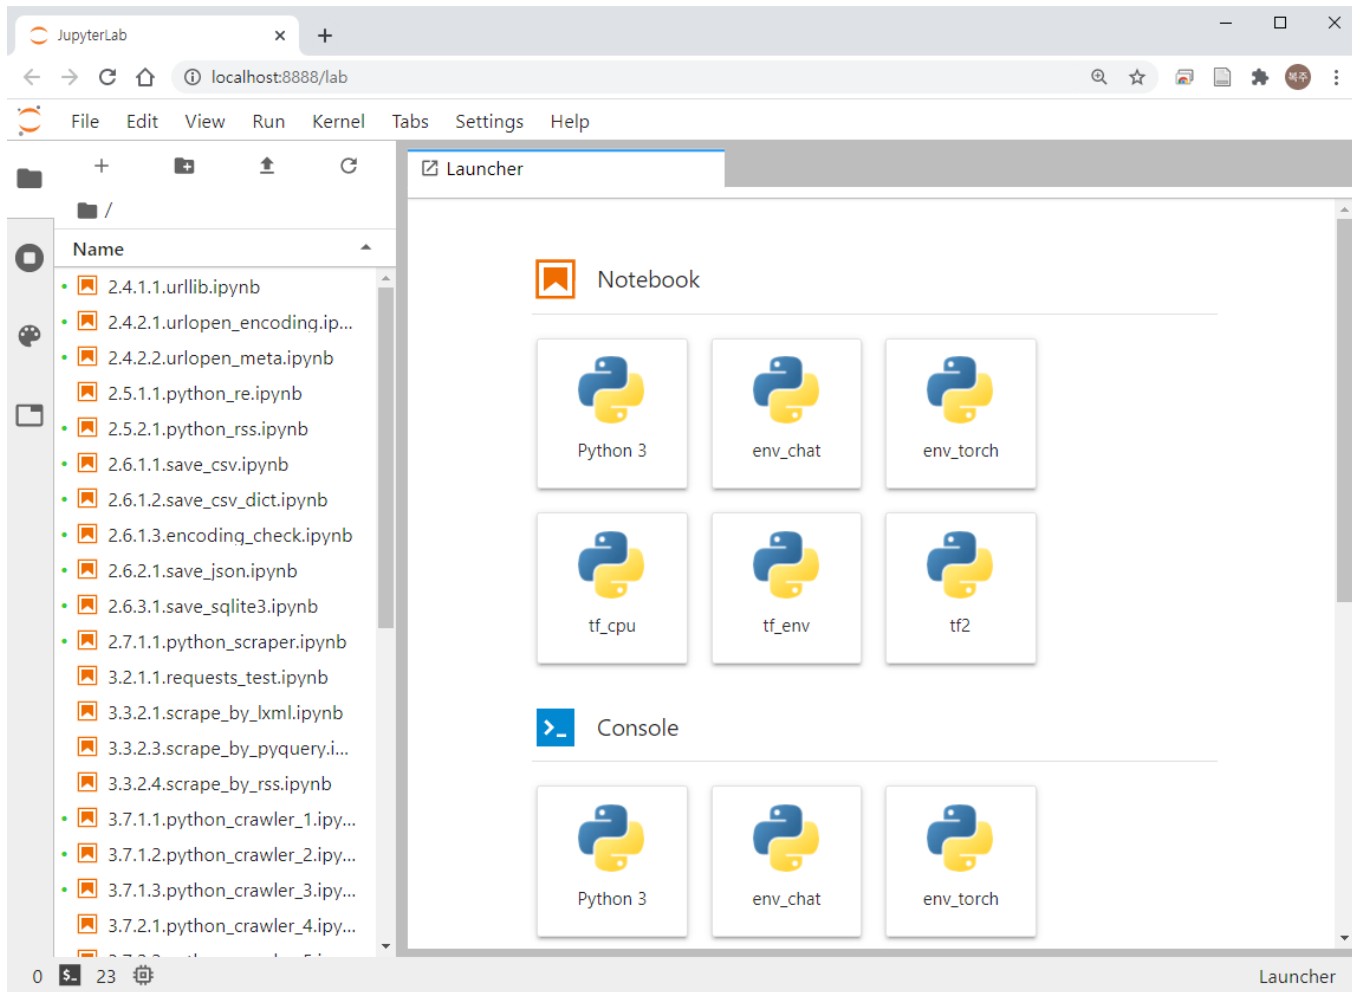 JupyterLab
localhost:8888/lab
복주
File Edit View Run Kernel Tabs Settings Help
/
Name
2.4.1.1.urllib.ipynb
2.4.2.1.urlopen_encoding.ip...
2.4.2.2.urlopen_meta.ipynb
2.5.1.1.python_re.ipynb
2.5.2.1.python_rss.ipynb
2.6.1.1.save_csv.ipynb
2.6.1.2.save_csv_dict.ipynb
2.6.1.3.encoding_check.ipynb
2.6.2.1.save_json.ipynb
2.6.3.1.save_sqlite3.ipynb
2.7.1.1.python_scraper.ipynb
3.2.1.1.requests_test.ipynb
3.3.2.1.scrape_by_lxml.ipynb
3.3.2.3.scrape_by_pyquery.i...
3.3.2.4.scrape_by_rss.ipynb
3.7.1.1.python_crawler_1.ipy...
3.7.1.2.python_crawler_2.ipy...
3.7.1.3.python_crawler_3.ipy...
3.7.2.1.python_crawler_4.ipy...
Launcher
Notebook
Python 3 env_chat env_torch
tf_cpu tf_env tf2
Console
Python 3 env_chat env_torch
0 $_ 23
Launcher